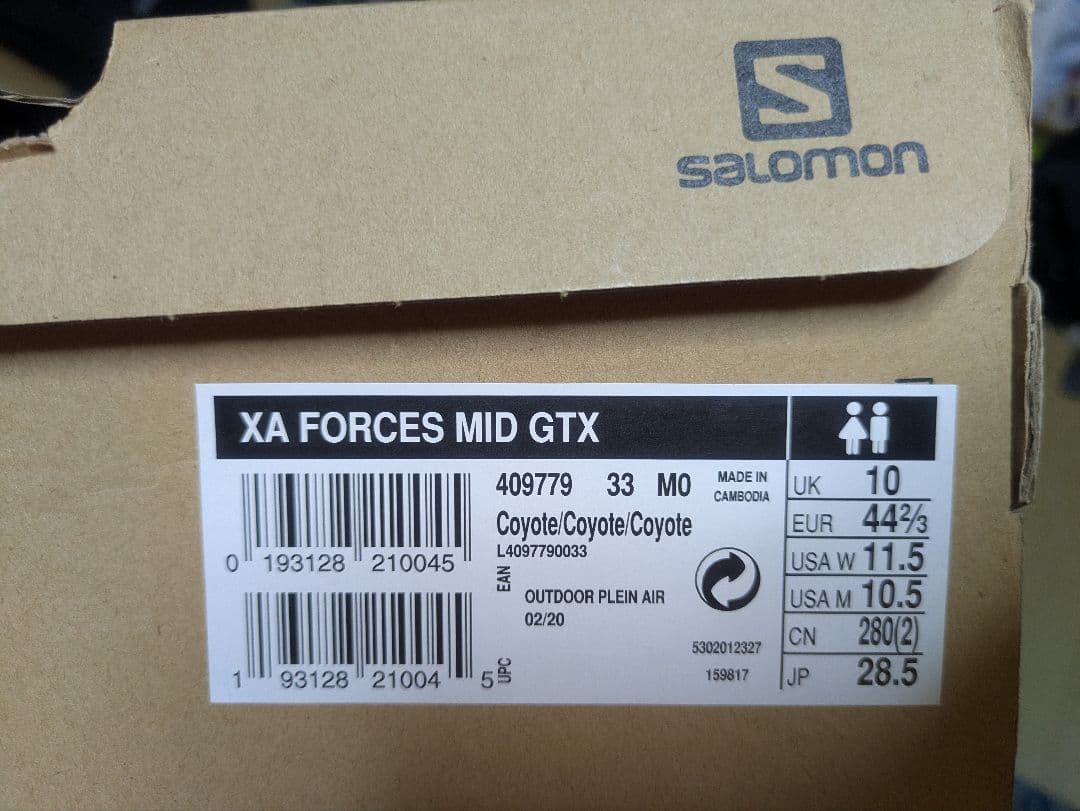 S
SALOMON
XA FORCES MID GTX
409779 33 M0
MADE IN
CAMBODIA
Coyote/Coyote/Coyote
L4097790033
0 193128 210045
EAN
OUTDOOR PLEIN AIR
02/20
5302012327
159817
1 93128 21004 5
UPC
UK 10
EUR 44⅔
USA W 11.5
USA M 10.5
CN 280(2)
JP 28.5